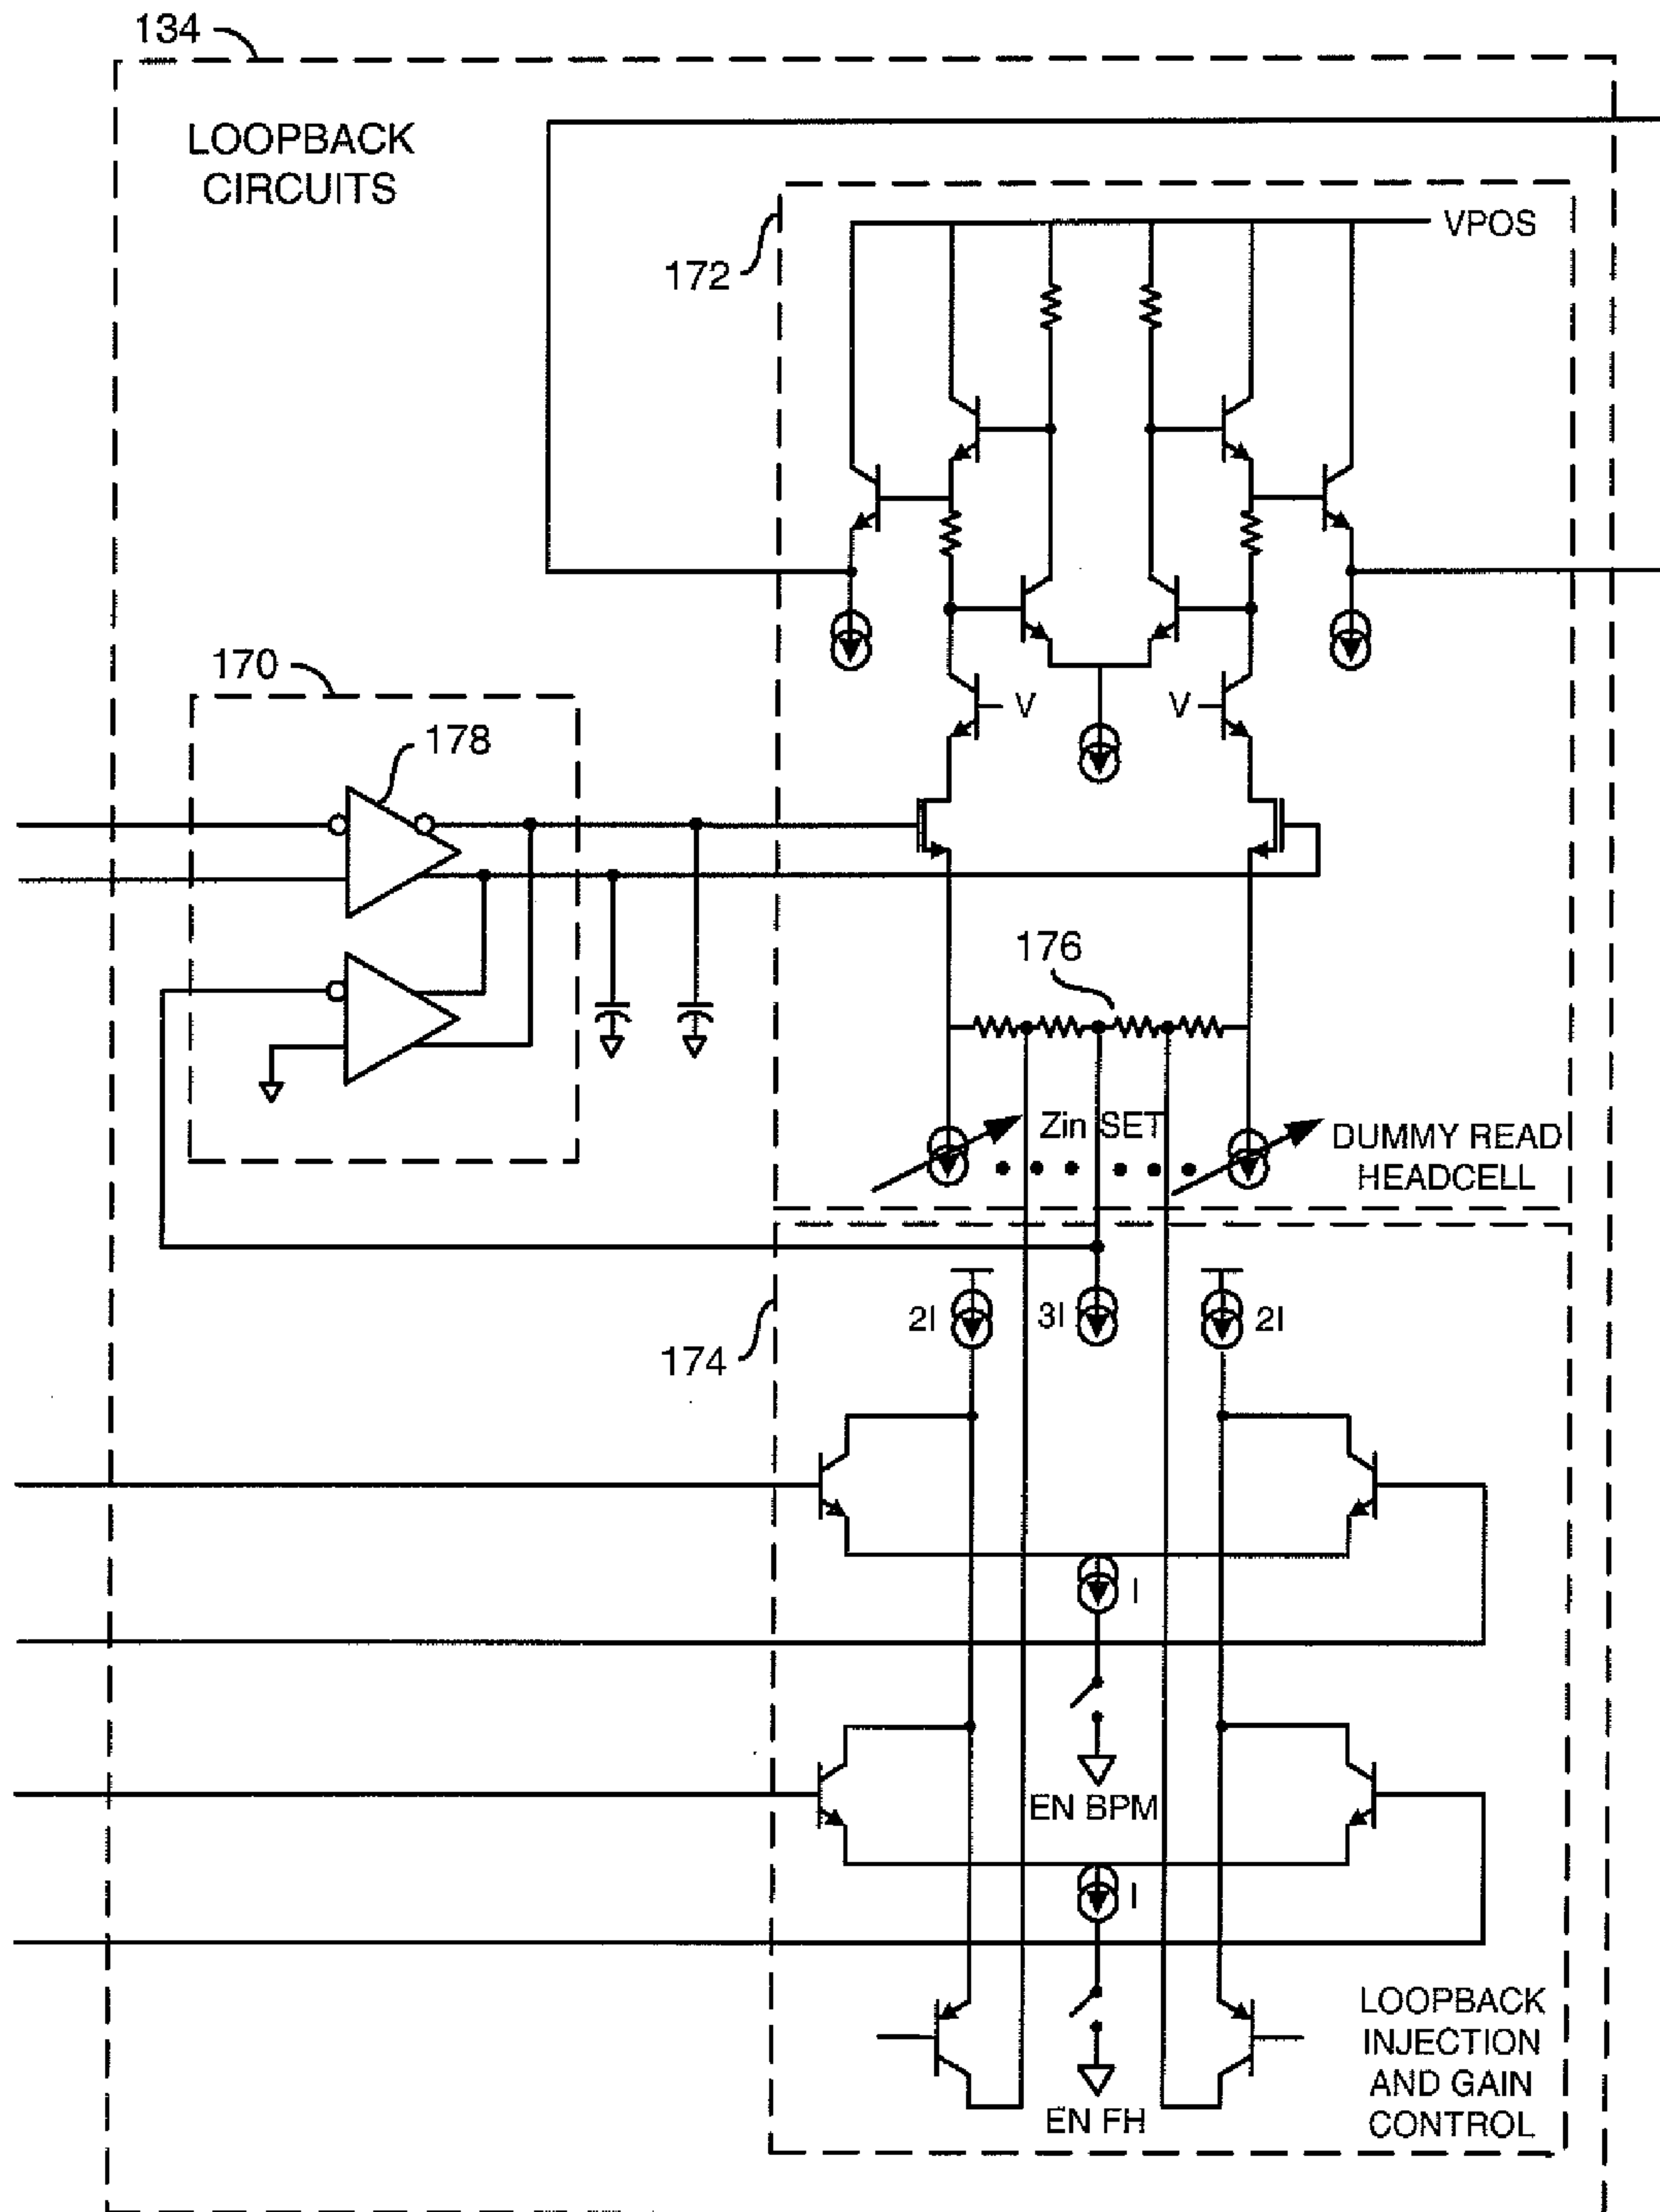 134
LOOPBACK
CIRCUITS
VPOS
172
170
V
V
178
176
Zin SET
DUMMY READ
HEADCELL
2I
3I
2I
174
I
EN BPM
I
LOOPBACK
INJECTION
AND GAIN
CONTROL
EN FH